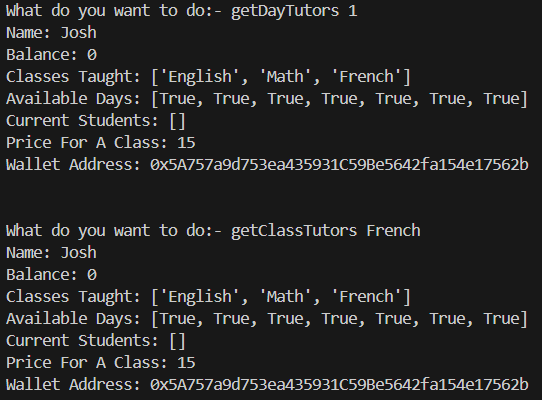 What do you want to do:- getDayTutors 1
Name: Josh
Balance: 0
Classes Taught: ['English', 'Math', 'French']
Available Days: [True, True, True, True, True, True, True]
Current Students: []
Price For A Class: 15
Wallet Address: 0x5A757a9d753ea435931C59Be5642fa154e17562b
What do you want to do:- getClassTutors French
Name: Josh
Balance: 0
Classes Taught: ['English', 'Math', 'French']
Available Days: [True, True, True, True, True, True, True]
Current Students: []
Price For A Class: 15
Wallet Address: 0x5A757a9d753ea435931C59Be5642fa154e17562b